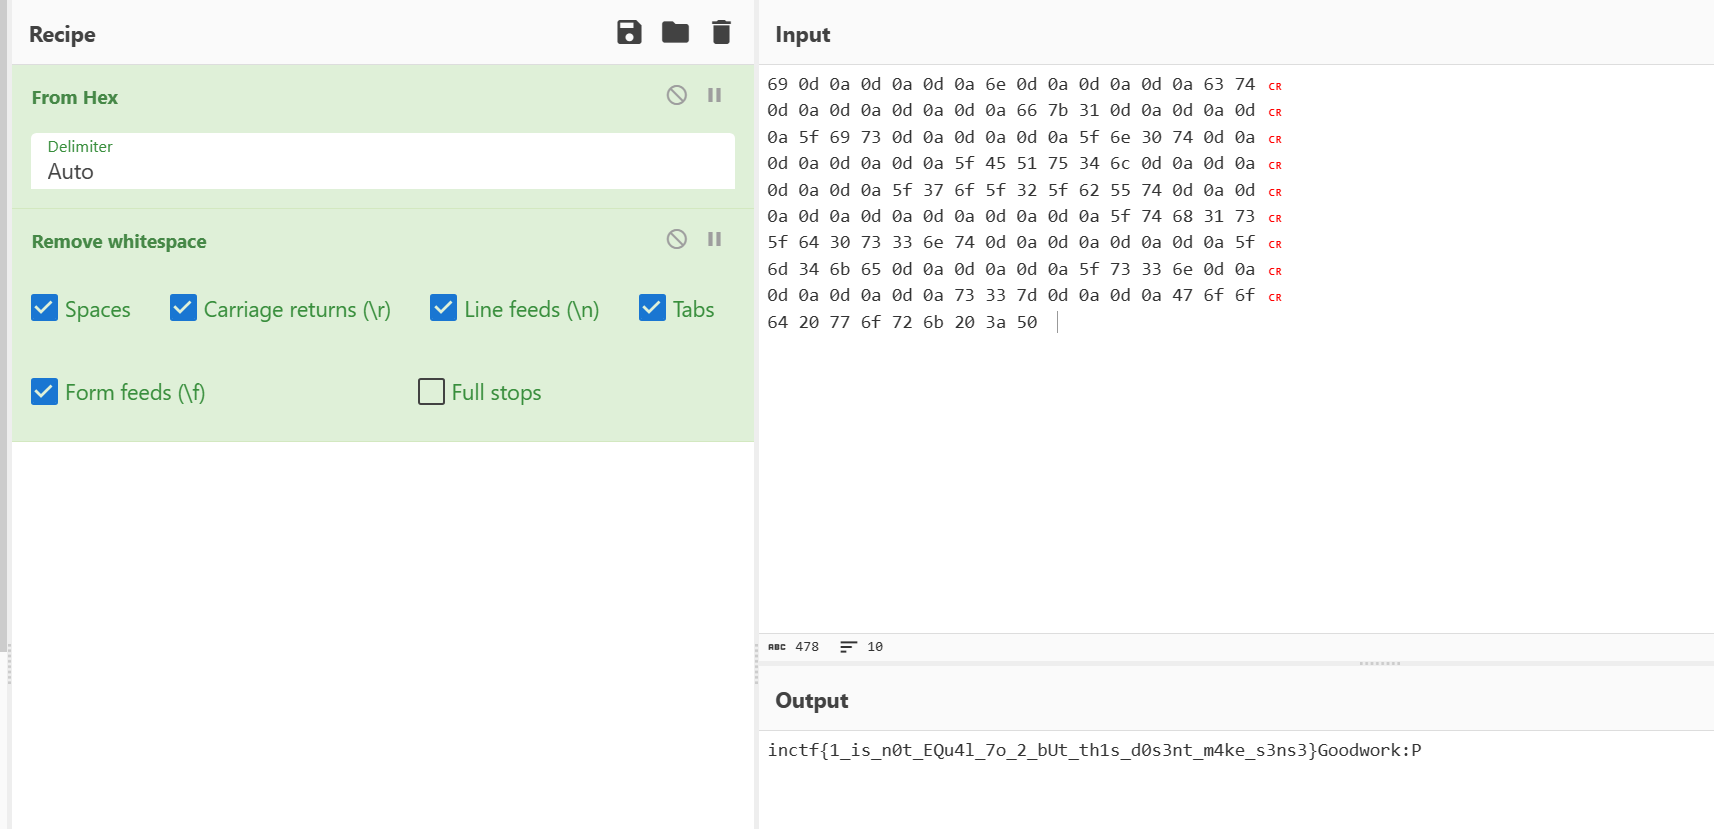 Recipe
From Hex
Delimiter
Auto
Remove whitespace
Spaces
Carriage returns (\r)
Line feeds (\n)
Tabs
Form feeds (\f)
Full stops
Input
69 0d 0a 0d 0a 0d 0a 6e 0d 0a 0d 0a 0d 0a 63 74 CR
0d 0a 0d 0a 0d 0a 0d 0a 66 7b 31 0d 0a 0d 0a 0d CR
0a 5f 69 73 0d 0a 0d 0a 0d 0a 5f 6e 30 74 0d 0a CR
0d 0a 0d 0a 0d 0a 5f 45 51 75 34 6c 0d 0a 0d 0a CR
0d 0a 0d 0a 5f 37 6f 5f 32 5f 62 55 74 0d 0a 0d CR
0a 0d 0a 0d 0a 0d 0a 0d 0a 0d 0a 5f 74 68 31 73 CR
5f 64 30 73 33 6e 74 0d 0a 0d 0a 0d 0a 0d 0a 5f CR
6d 34 6b 65 0d 0a 0d 0a 0d 0a 5f 73 33 6e 0d 0a CR
0d 0a 0d 0a 0d 0a 73 33 7d 0d 0a 0d 0a 47 6f 6f CR
64 20 77 6f 72 6b 20 3a 50
ABC 478 10
Output
inctf{1_is_n0t_EQu4l_7o_2_bUt_th1s_d0s3nt_m4ke_s3ns3}Goodwork:P